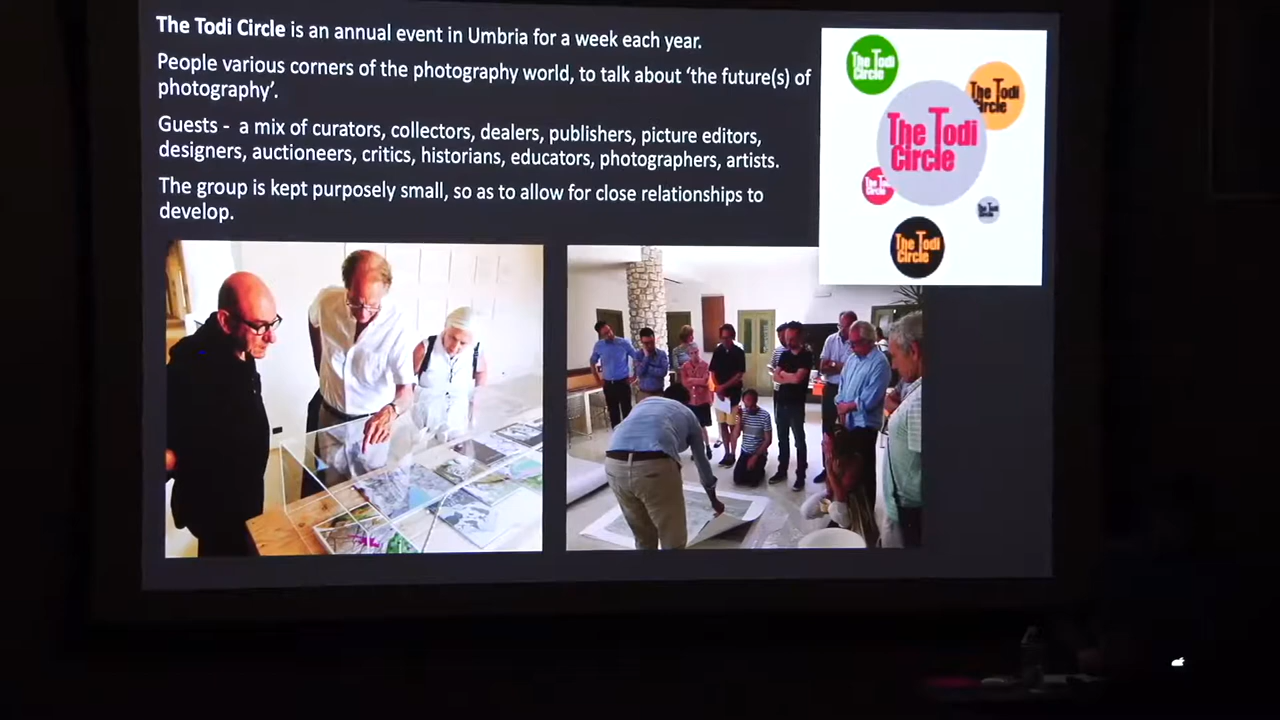 The Todi Circle is an annual event in Umbria for a week each year.
People various corners of the photography world, to talk about ‘the future(s) of
photography’.
Guests - a mix of curators, collectors, dealers, publishers, picture editors,
designers, auctioneers, critics, historians, educators, photographers, artists.
The group is kept purposely small, so as to allow for close relationships to
develop.
The Todi
Circle
The Todi
Circle
The Todi
Circle
The To
Circle
The Todi
Circle
The Todi
Circle